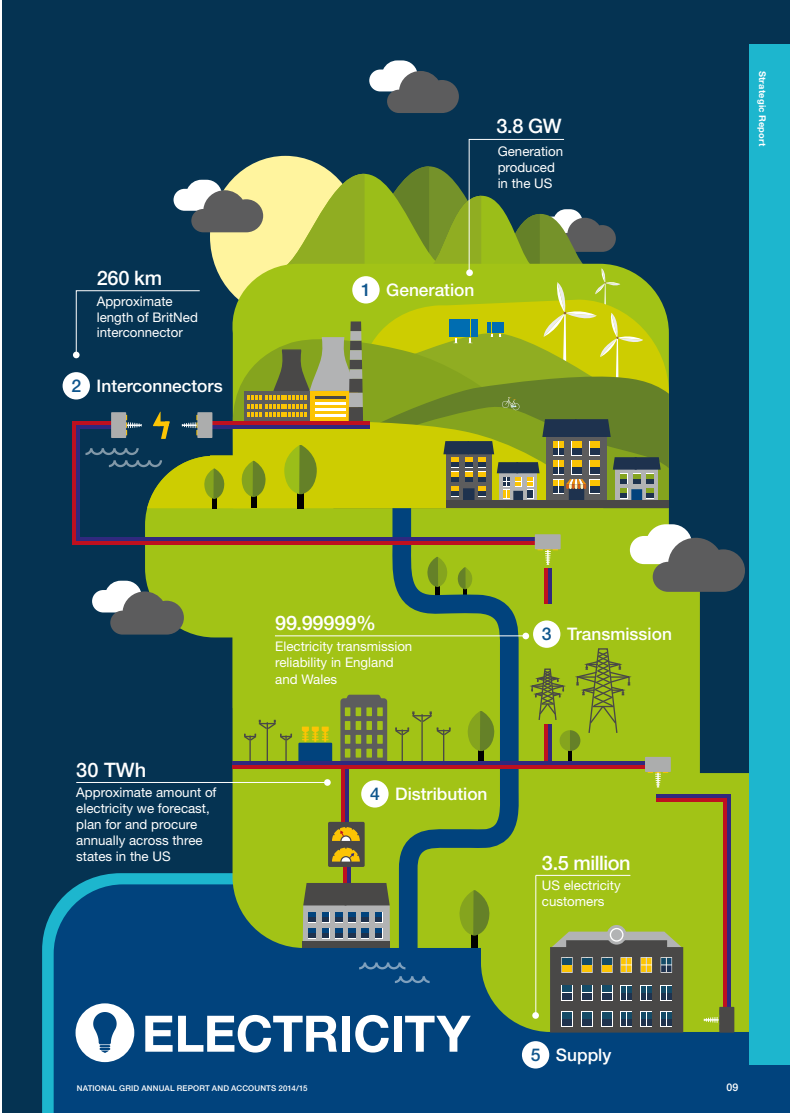 Strategic Report
3.8 GW
Generation
produced
in the US
260 km
Approximate
length of BritNed
interconnector
1 Generation
2 Interconnectors
99.99999%
Electricity transmission
reliability in England
and Wales
3 Transmission
30 TWh
Approximate amount of
electricity we forecast,
plan for and procure
annually across three
states in the US
4 Distribution
3.5 million
US electricity
customers
ELECTRICITY
5 Supply
NATIONAL GRID ANNUAL REPORT AND ACCOUNTS 2014/15
09